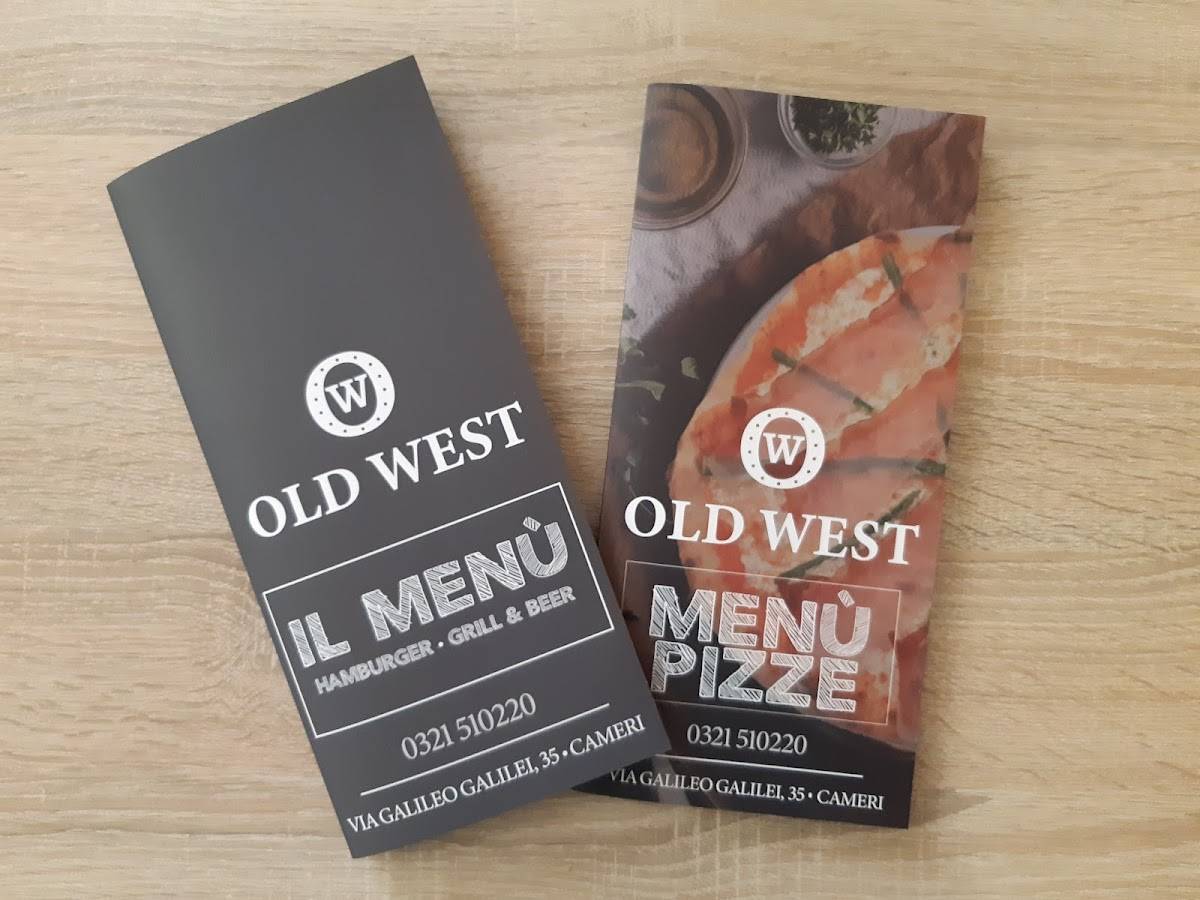 W
OLD WEST
IL MENÙ
HAMBURGER • GRILL & BEER
0321 510220
VIA GALILEO GALILEI, 35 • CAMERI
W
OLD WEST
MENÙ
PIZZE
0321 510220
VIA GALILEO GALILEI, 35 • CAMERI